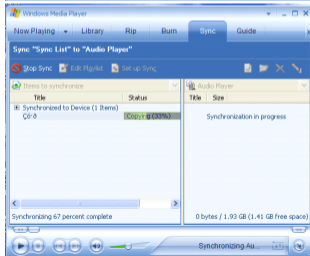 Windows Media Player
Now Playing Library Rip Burn Sync Guide
Sync "Sync List" to "Audio Player"
Stop Sync Edit Playlist Set up Sync
Items to synchronize Audio Player
Title Status Title Size
Synchronized to Device (1 Items)
Copying (33%) Synchronization in progress
Synchronizing 67 percent complete 0 bytes / 1.93 GB (1.41 GB free space)
Synchronizing Au...